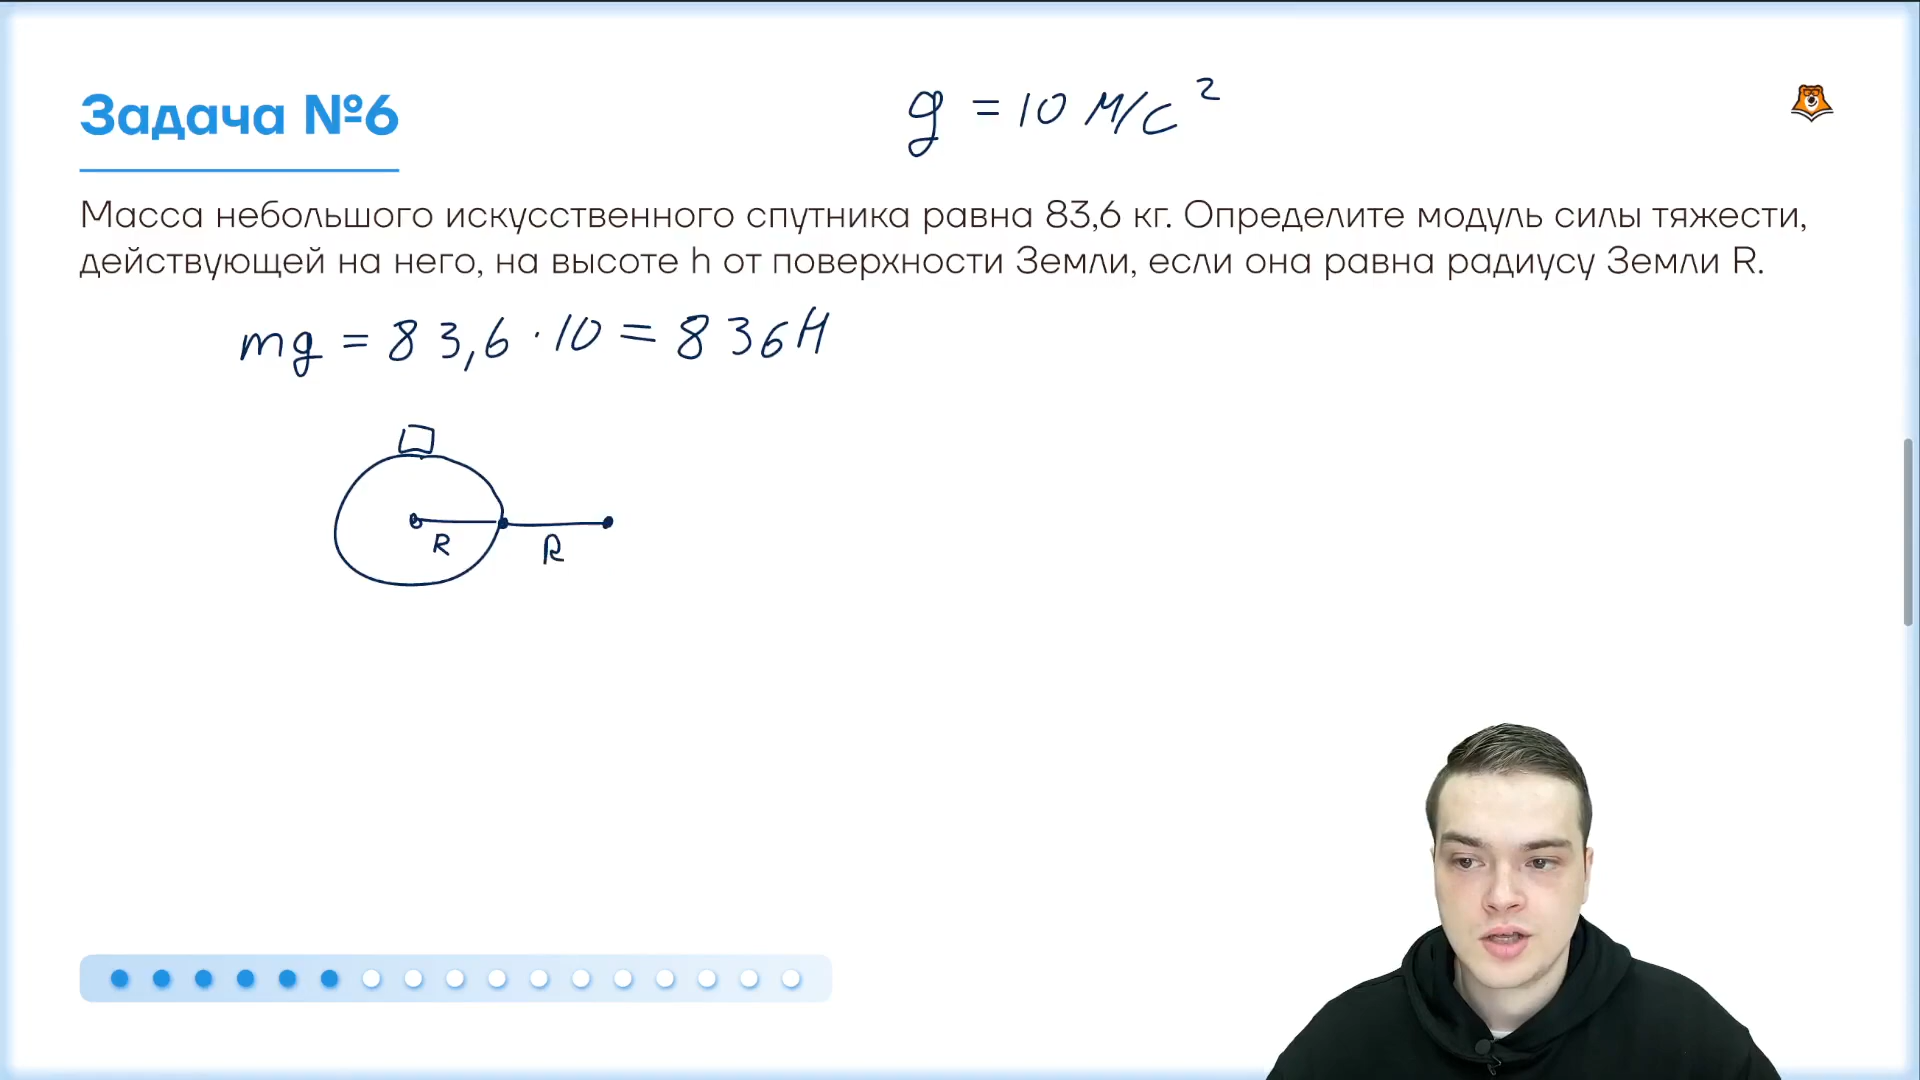 Задача №6
g = 10 м/с²
Масса небольшого искусственного спутника равна 83,6 кг. Определите модуль силы тяжести,
действующей на него, на высоте h от поверхности Земли, если она равна радиусу Земли R.
mg = 83,6 · 10 = 836 Н
R
R